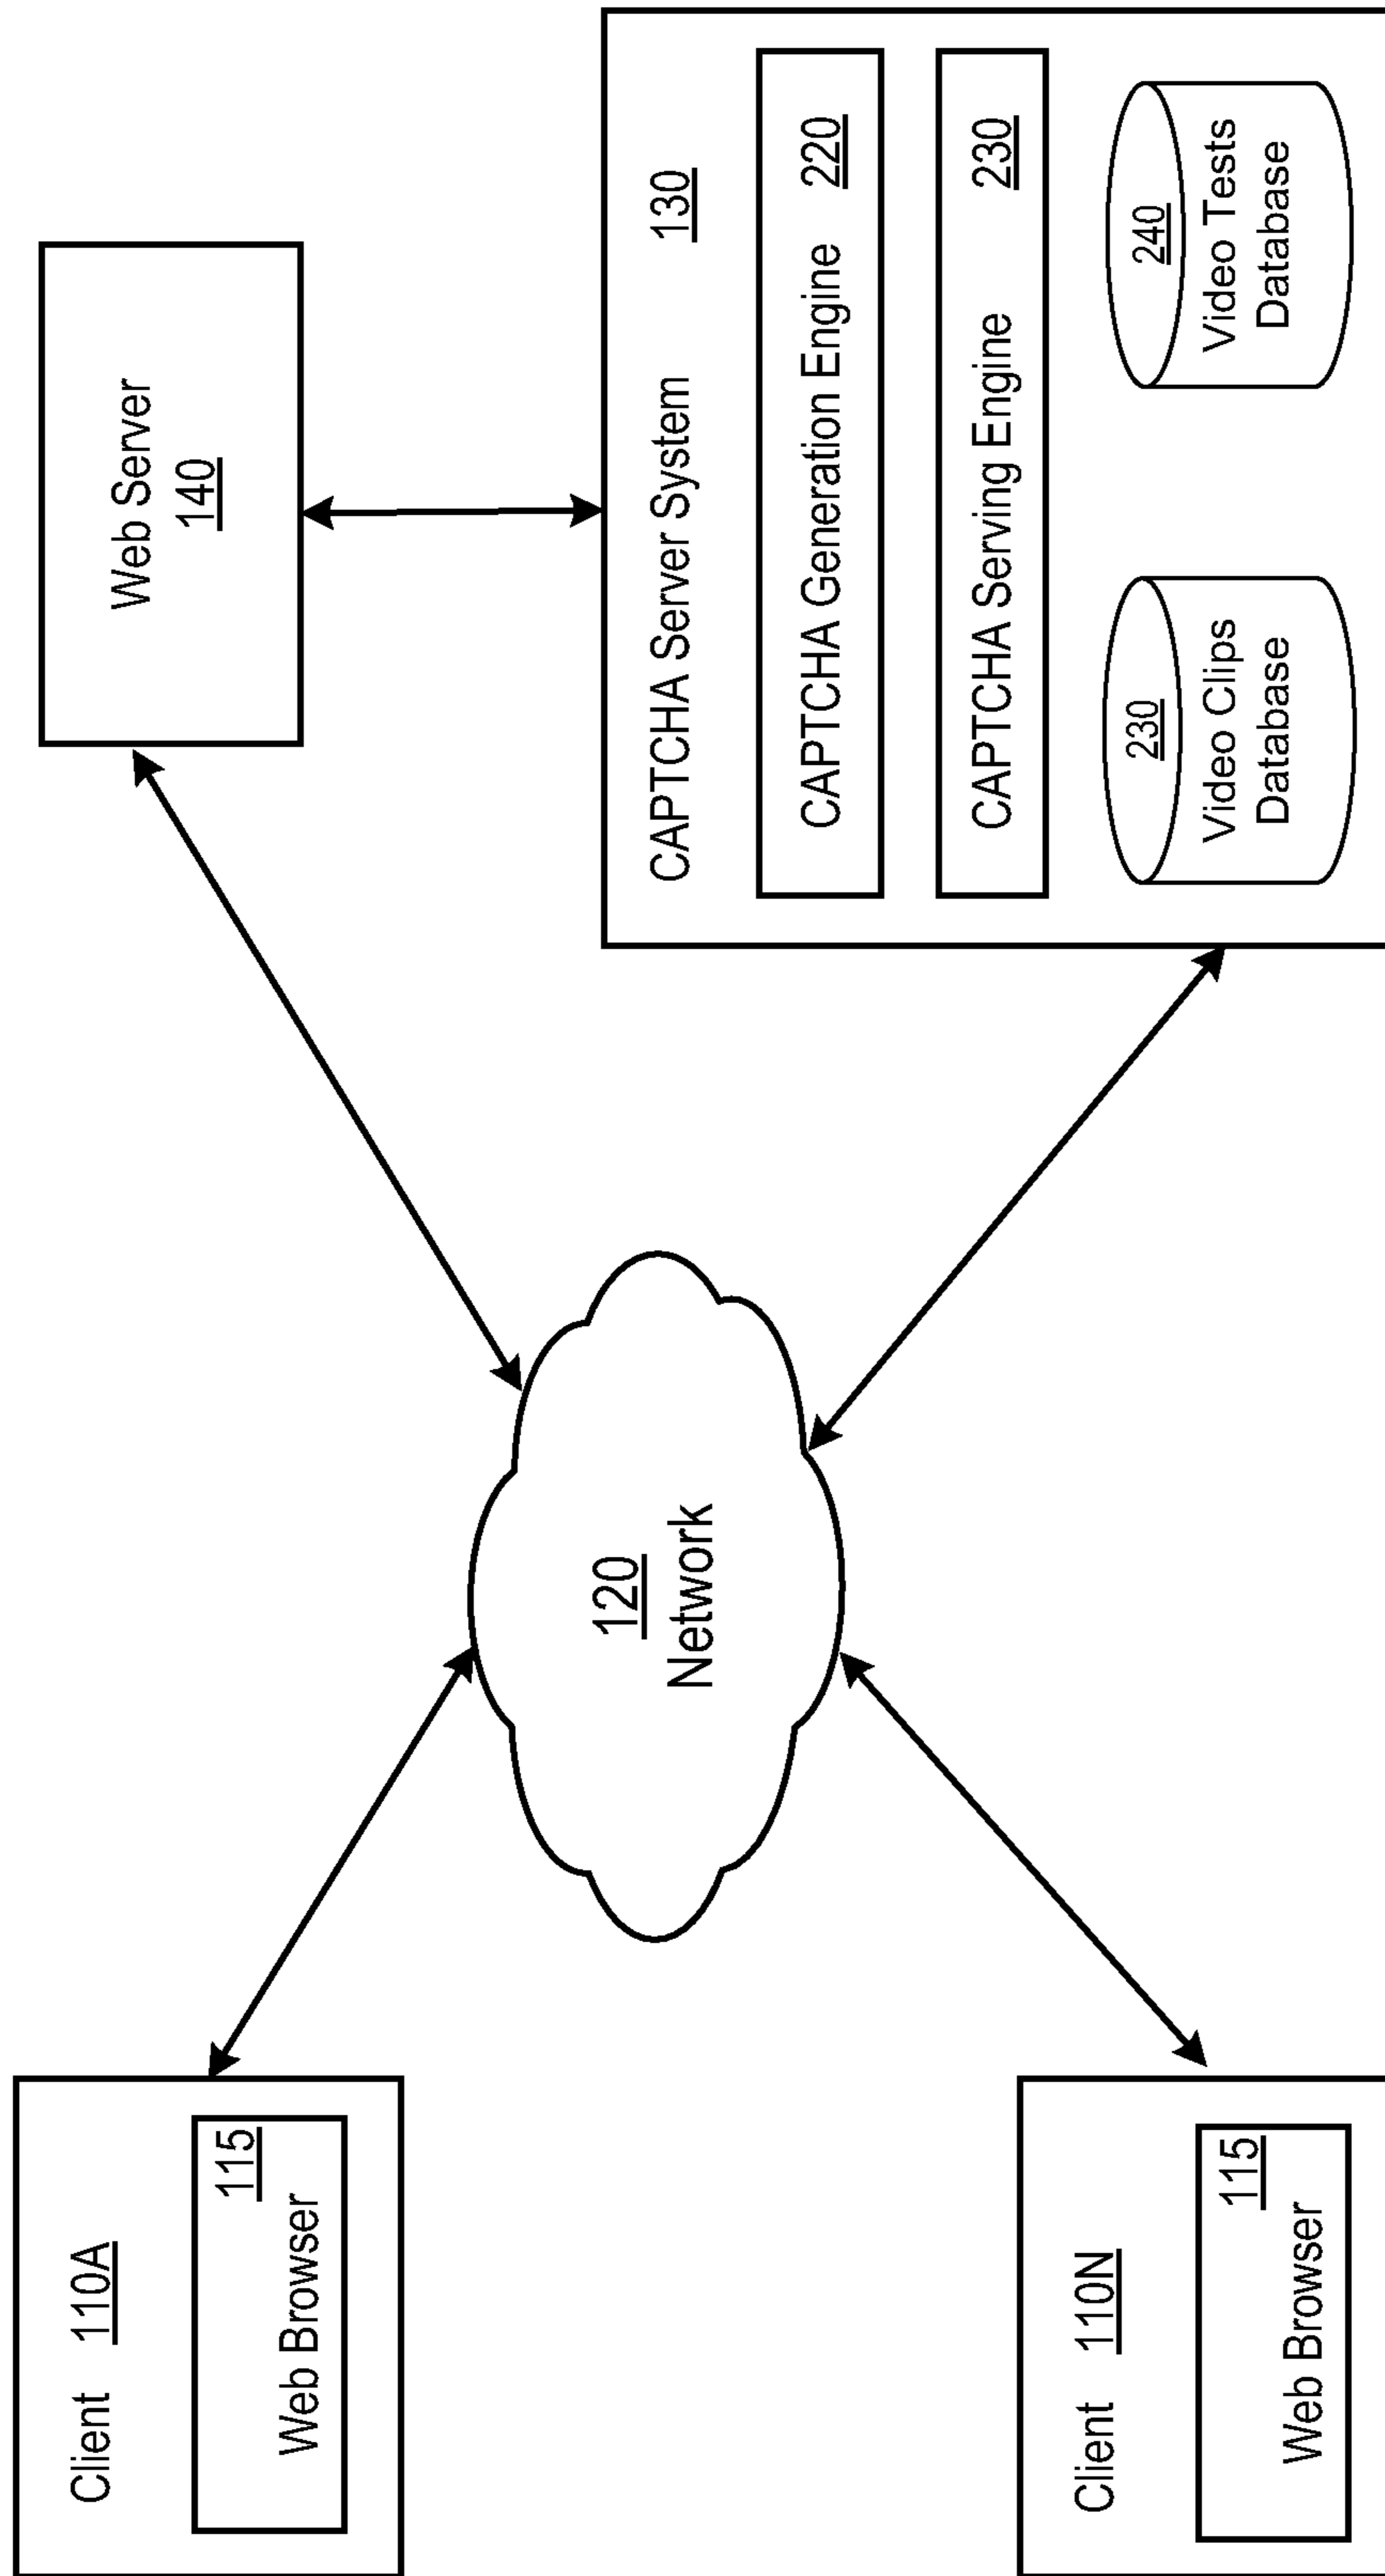 Client 110A
115
Web Browser
Client 110N
115
Web Browser
120
Network
Web Server
140
CAPTCHA Server System 130
CAPTCHA Generation Engine 220
CAPTCHA Serving Engine 230
230
Video Clips
Database
240
Video Tests
Database